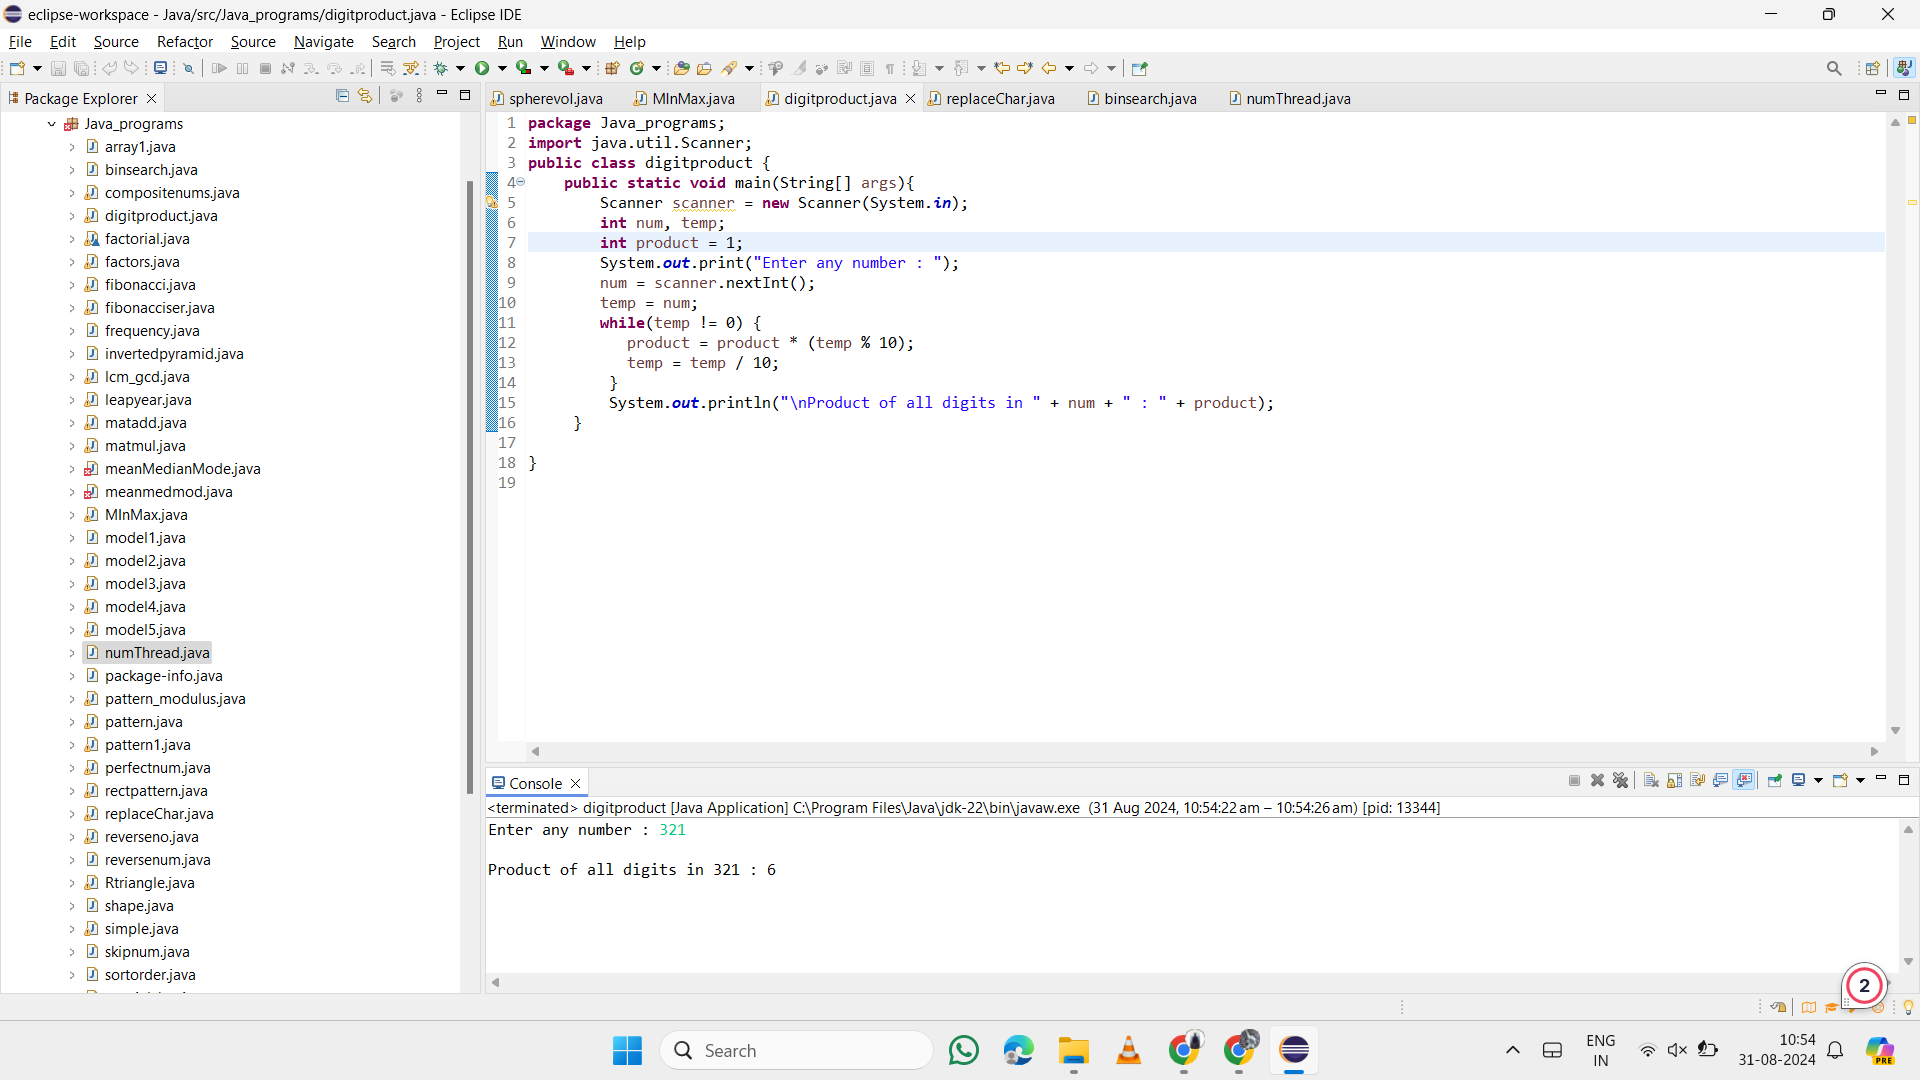 eclipse-workspace - Java/src/Java_programs/digitproduct.java - Eclipse IDE
File Edit Source Refactor Source Navigate Search Project Run Window Help
Package Explorer
Java_programs
array1.java
binsearch.java
compositenums.java
digitproduct.java
factorial.java
factors.java
fibonacci.java
fibonacciser.java
frequency.java
invertedpyramid.java
lcm_gcd.java
leapyear.java
matadd.java
matmul.java
meanMedianMode.java
meanmedmod.java
MInMax.java
model1.java
model2.java
model3.java
model4.java
model5.java
numThread.java
package-info.java
pattern_modulus.java
pattern.java
pattern1.java
perfectnum.java
rectpattern.java
replaceChar.java
reverseno.java
reversenum.java
Rtriangle.java
shape.java
simple.java
skipnum.java
sortorder.java
spherevol.java MInMax.java digitproduct.java replaceChar.java binsearch.java numThread.java
1 package Java_programs;
2 import java.util.Scanner;
3 public class digitproduct {
4 public static void main(String[] args){
5 Scanner scanner = new Scanner(System.in);
6 int num, temp;
7 int product = 1;
8 System.out.print("Enter any number : ");
9 num = scanner.nextInt();
10 temp = num;
11 while(temp != 0) {
12 product = product * (temp % 10);
13 temp = temp / 10;
14 }
15 System.out.println("\nProduct of all digits in " + num + " : " + product);
16 }
17
18 }
19
Console
<terminated> digitproduct [Java Application] C:\Program Files\Java\jdk-22\bin\javaw.exe (31 Aug 2024, 10:54:22 am – 10:54:26 am) [pid: 13344]
Enter any number : 321
Product of all digits in 321 : 6
2
Search
ENG
IN
10:54
31-08-2024
PRE